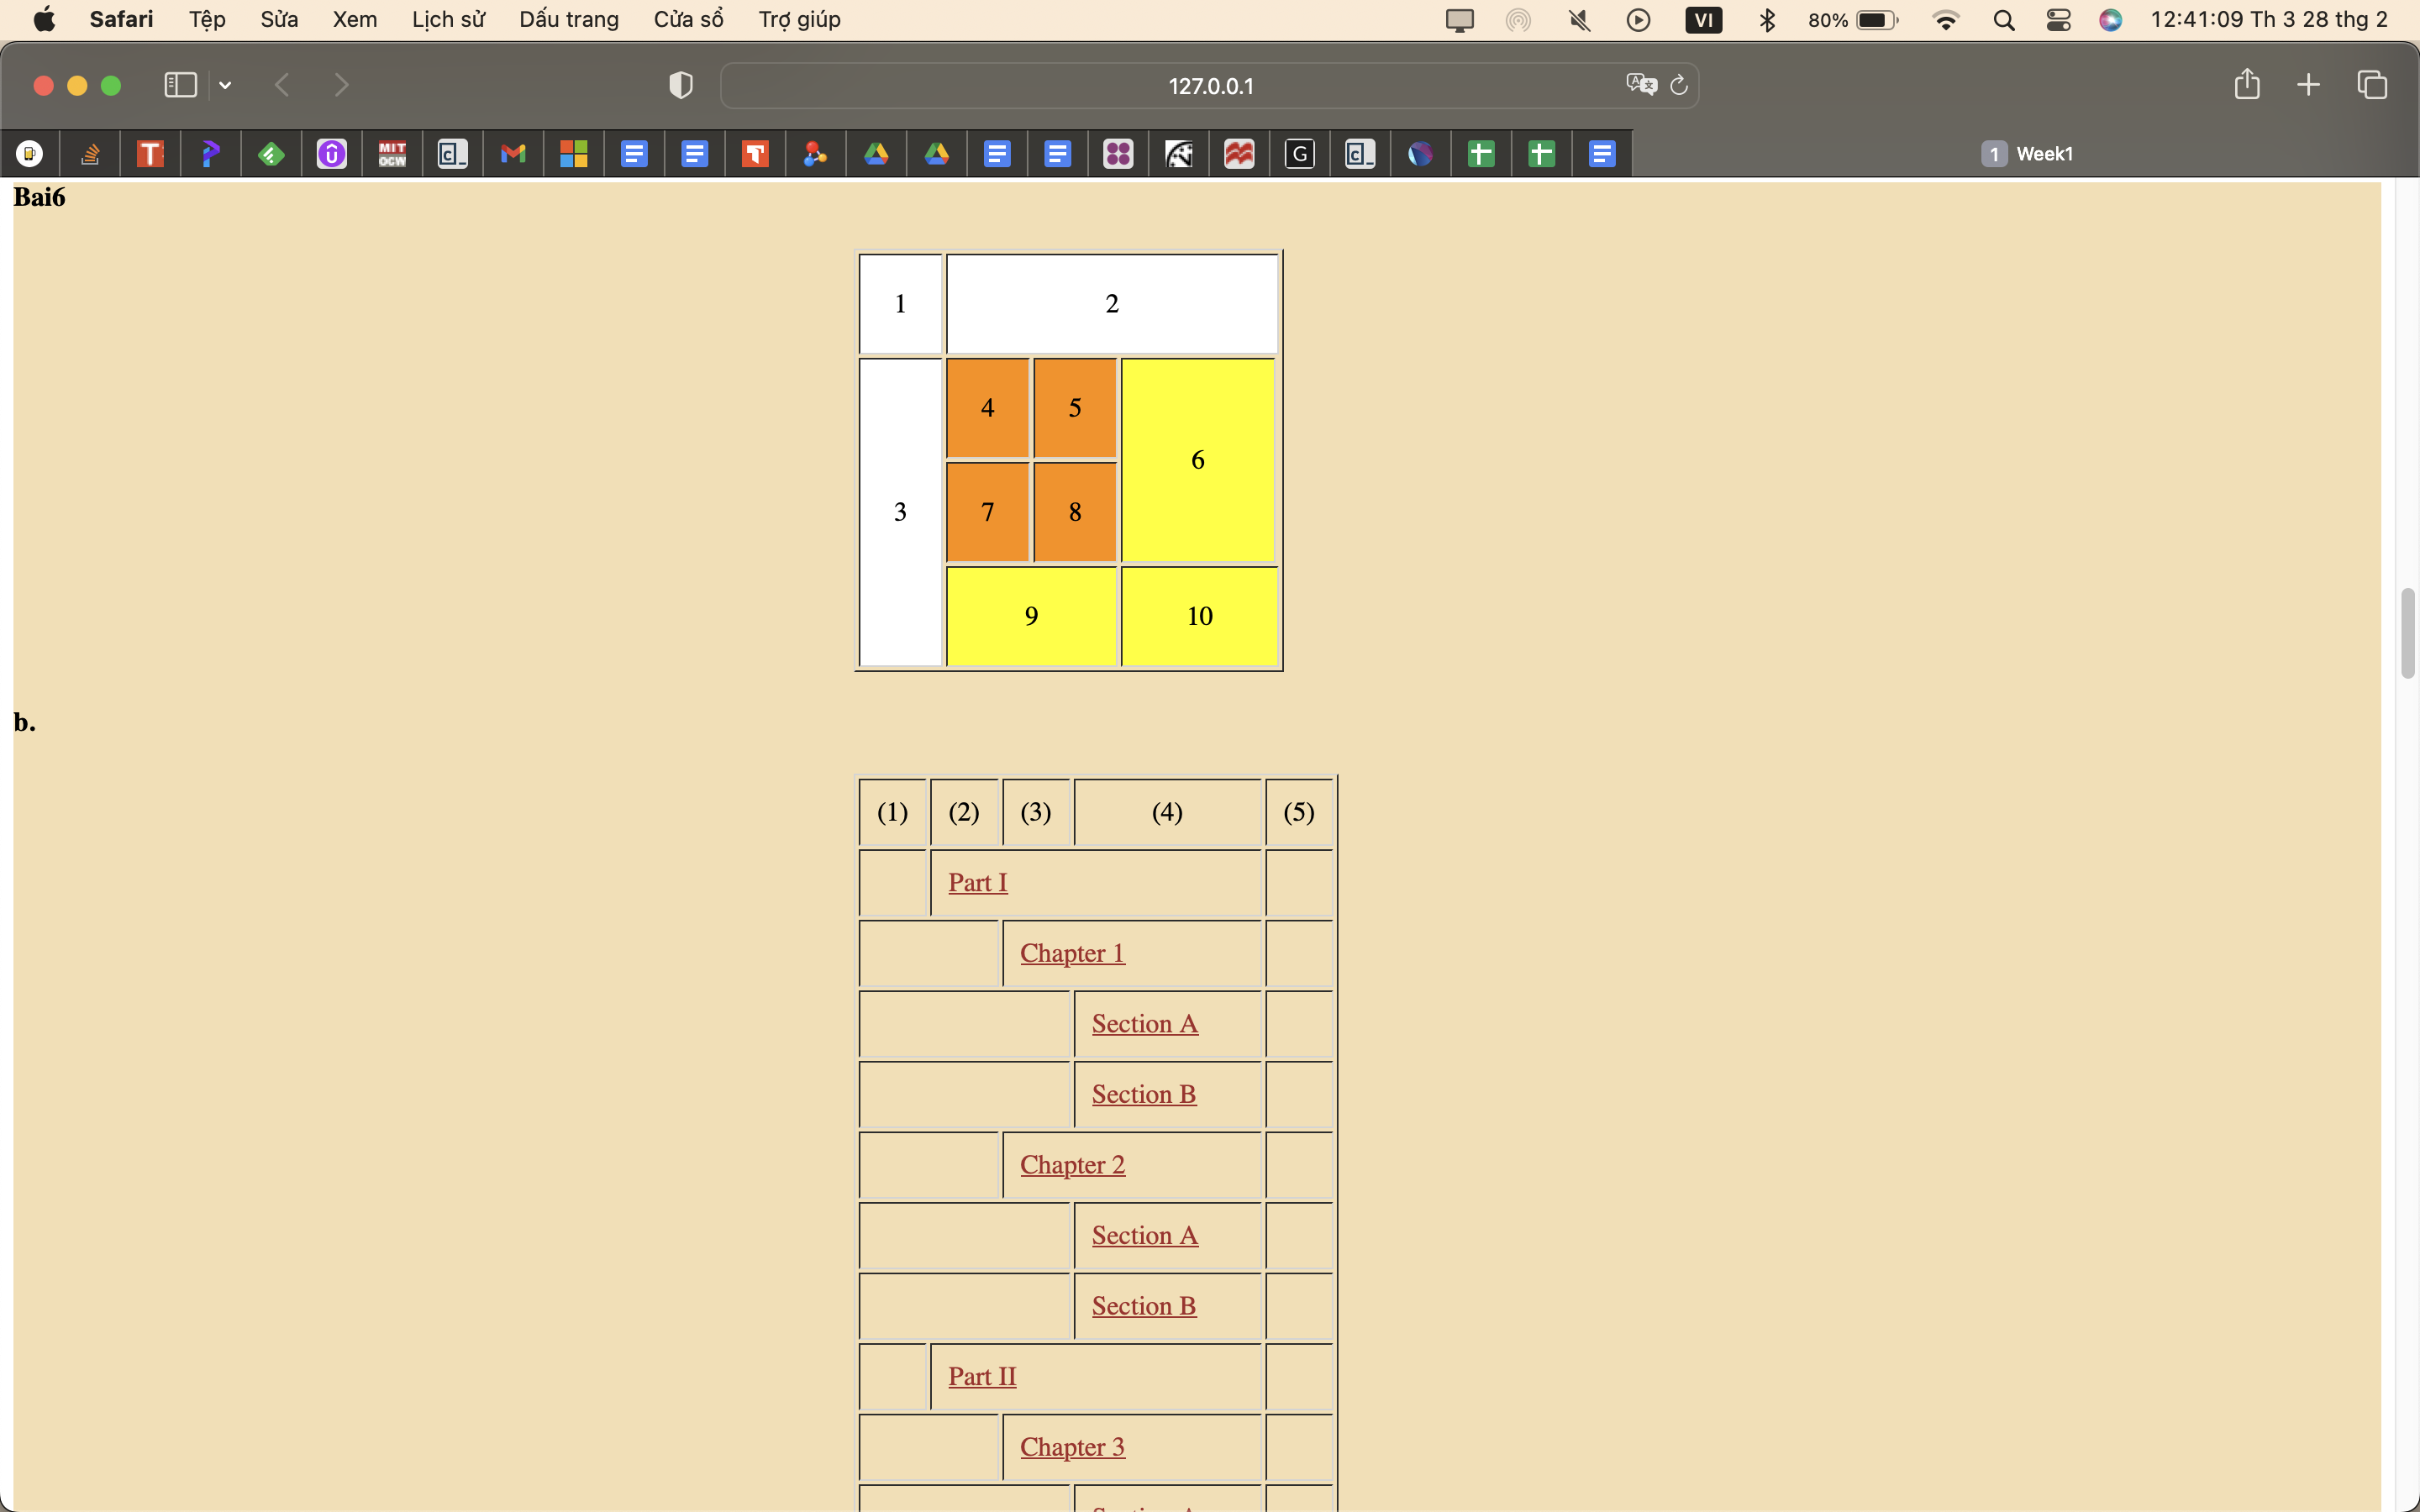 Safari Tệp Sửa Xem Lịch sử Dấu trang Cửa sổ Trợ giúp VI 80% 12:41:09 Th 3 28 thg 2
127.0.0.1
MIT OCW G 1 Week1
Bai6
1 2
4 5
6
3 7 8
9 10
b.
(1) (2) (3) (4) (5)
Part I
Chapter 1
Section A
Section B
Chapter 2
Section A
Section B
Part II
Chapter 3